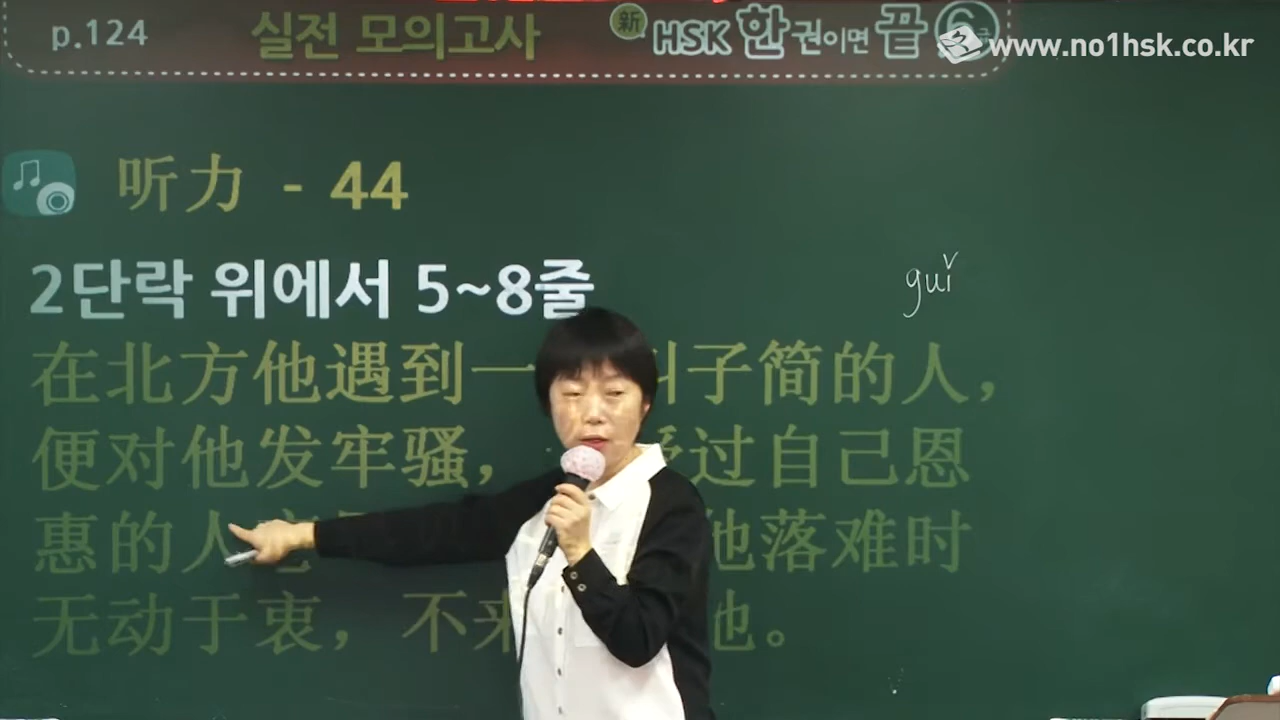 p.124 실전 모의고사 新 HSK 한권이면 끝 6급 www.no1hsk.co.kr
听力 - 44
2단락 위에서 5~8줄
guǐ
在北方他遇到一 叫子简的人，
便对他发牢骚， 受过自己恩
惠的人 他落难时
无动于衷，不来 他。